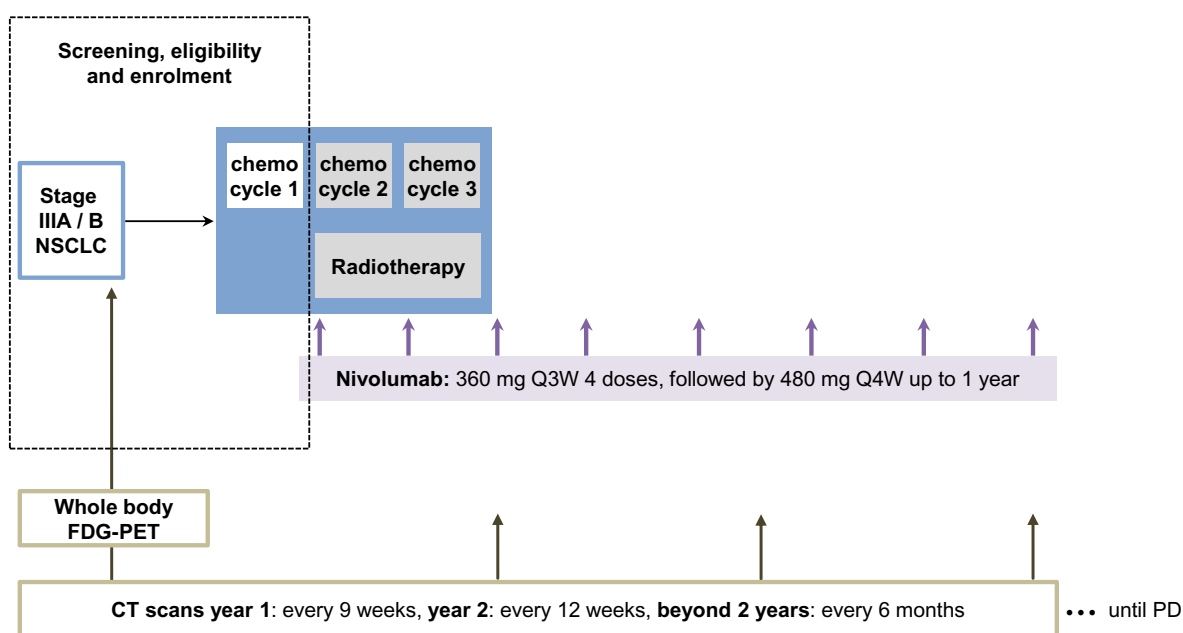 Screening, eligibility
and enrolment
chemo
cycle 1
chemo
cycle 2
chemo
cycle 3
Stage
IIIA / B
NSCLC
Radiotherapy
Nivolumab: 360 mg Q3W 4 doses, followed by 480 mg Q4W up to 1 year
Whole body
FDG-PET
CT scans year 1: every 9 weeks, year 2: every 12 weeks, beyond 2 years: every 6 months
••• until PD